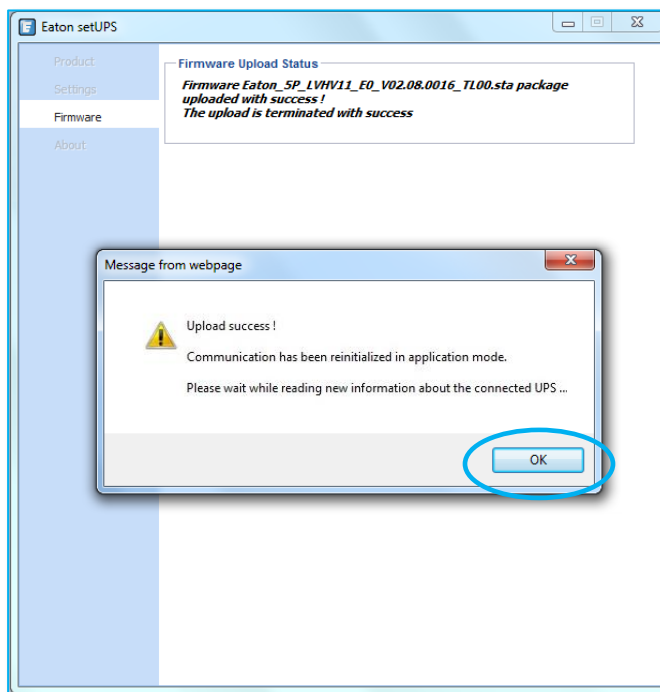 Eaton setUPS
Product
Settings
Firmware
About
Firmware Upload Status
Firmware Eaton_5P_LVHV11_E0_V02.08.0016_TL00.sta package
uploaded with success !
The upload is terminated with success
Message from webpage
Upload success !
Communication has been reinitialized in application mode.
Please wait while reading new information about the connected UPS ...
OK